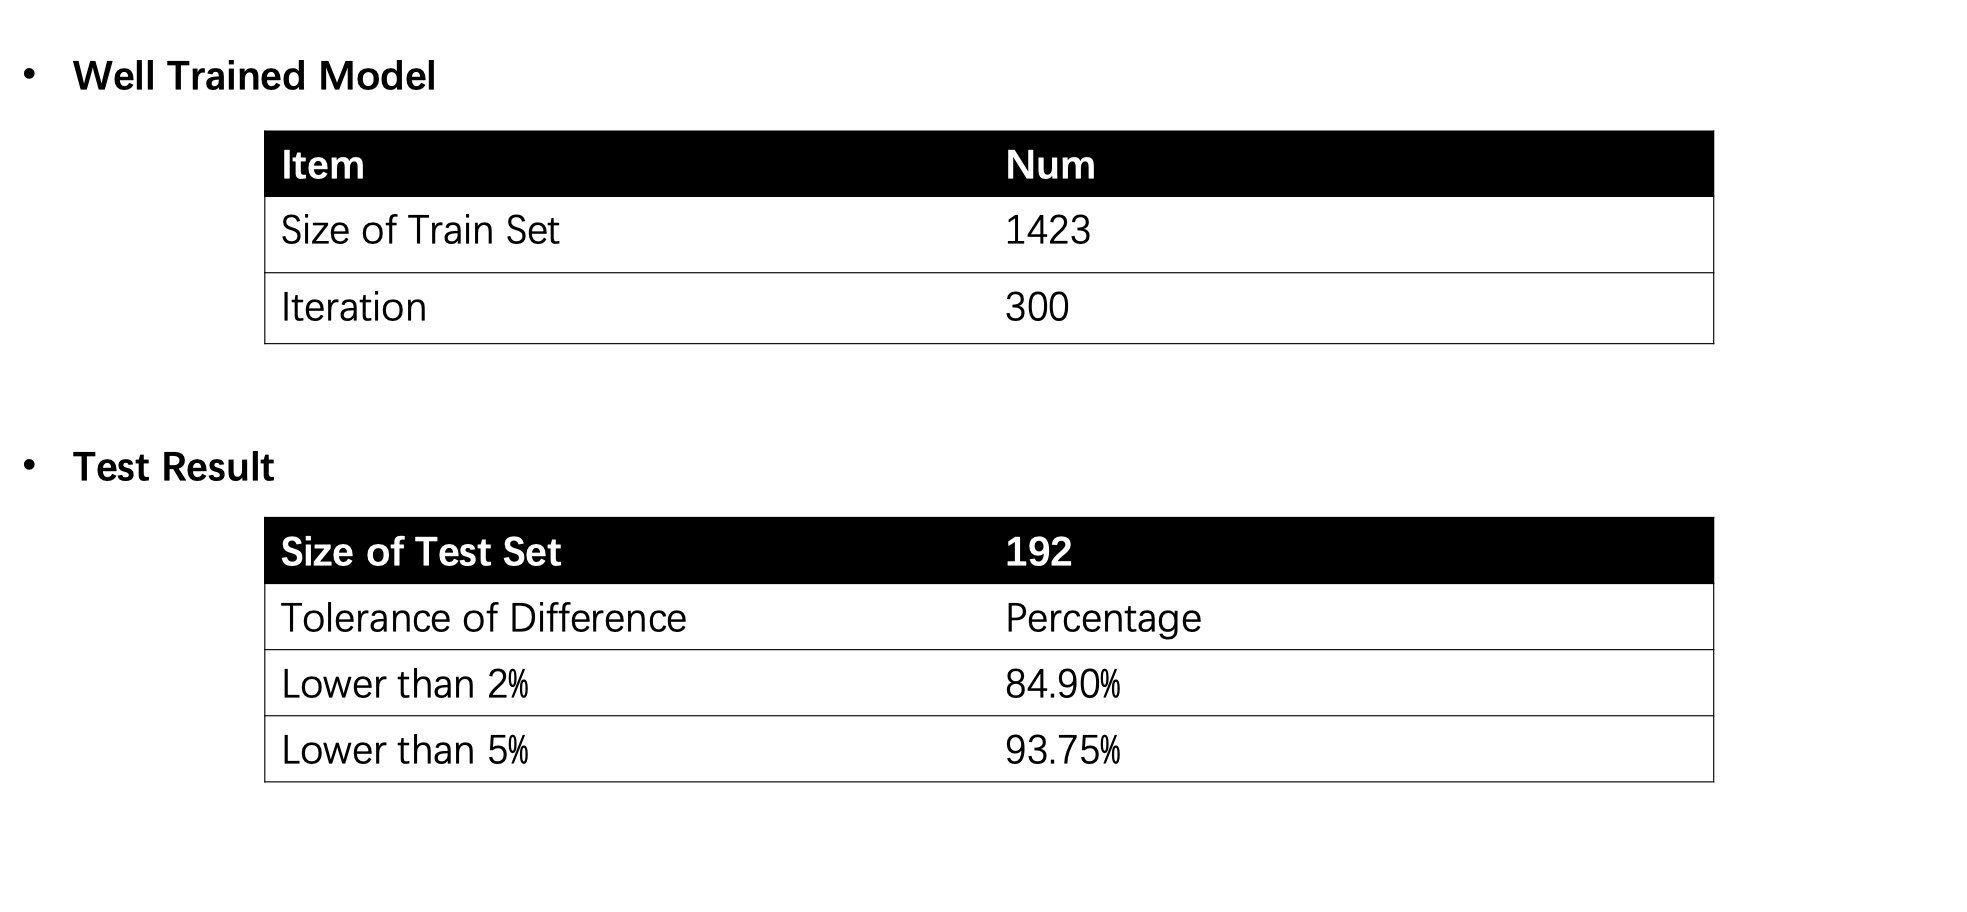 • Well Trained Model
Item Num
Size of Train Set 1423
Iteration 300
• Test Result
Size of Test Set 192
Tolerance of Difference Percentage
Lower than 2% 84.90%
Lower than 5% 93.75%